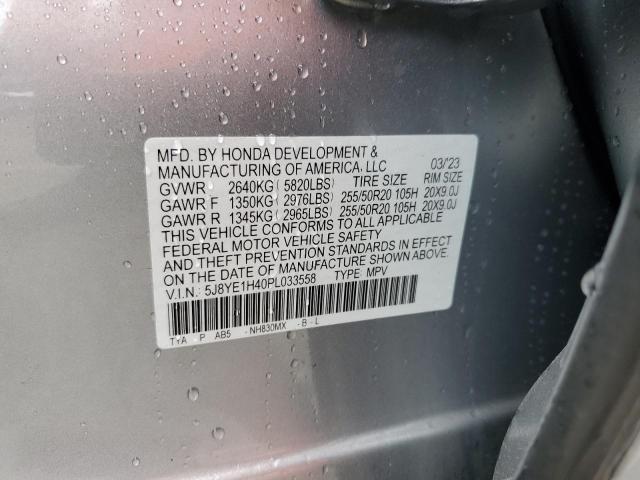 MFD. BY HONDA DEVELOPMENT &
MANUFACTURING OF AMERICA, LLC 03/'23
GVWR 2640KG( 5820LBS) TIRE SIZE RIM SIZE
GAWR F 1350KG( 2976LBS) 255/50R20 105H 20X9.0J
GAWR R 1345KG( 2965LBS) 255/50R20 105H 20X9.0J
THIS VEHICLE CONFORMS TO ALL APPLICABLE
FEDERAL MOTOR VEHICLE SAFETY
AND THEFT PREVENTION STANDARDS IN EFFECT
ON THE DATE OF MANUFACTURE SHOWN ABOVE.
V.I.N.: 5J8YE1H40PL033558 TYPE: MPV
TYA P AB5 -NH830MX -B-L